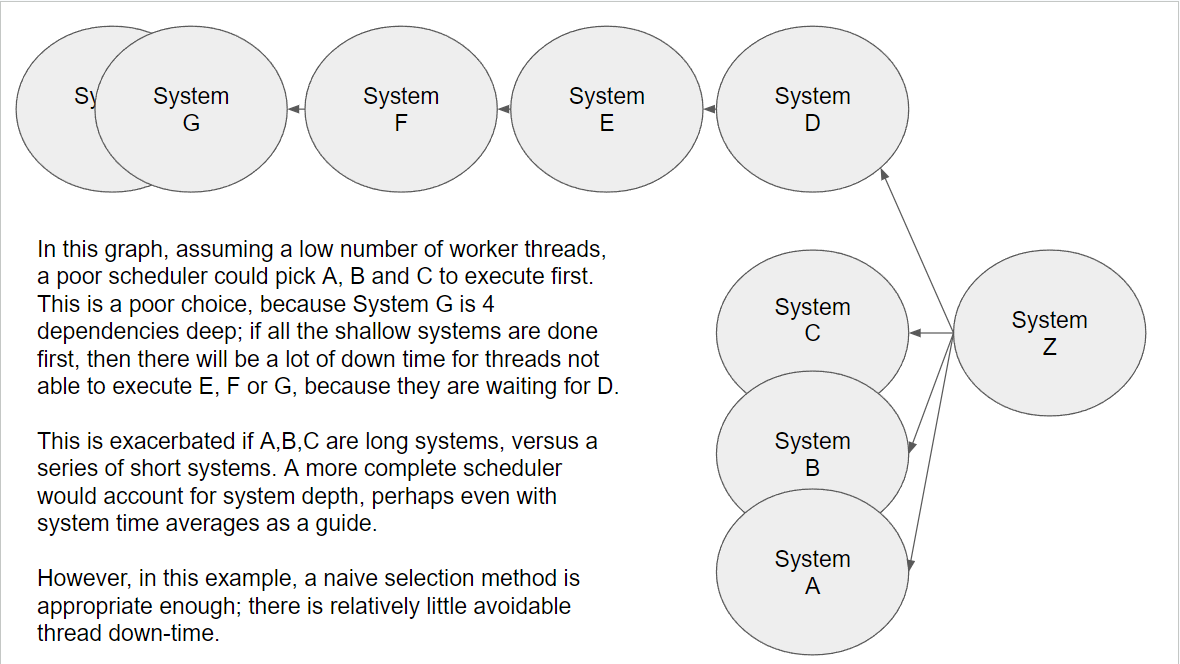 Sy
System
G
System
F
System
E
System
D
In this graph, assuming a low number of worker threads,
a poor scheduler could pick A, B and C to execute first.
This is a poor choice, because System G is 4
dependencies deep; if all the shallow systems are done
first, then there will be a lot of down time for threads not
able to execute E, F or G, because they are waiting for D.
This is exacerbated if A,B,C are long systems, versus a
series of short systems. A more complete scheduler
would account for system depth, perhaps even with
system time averages as a guide.
However, in this example, a naive selection method is
appropriate enough; there is relatively little avoidable
thread down-time.
System
C
System
B
System
A
System
Z